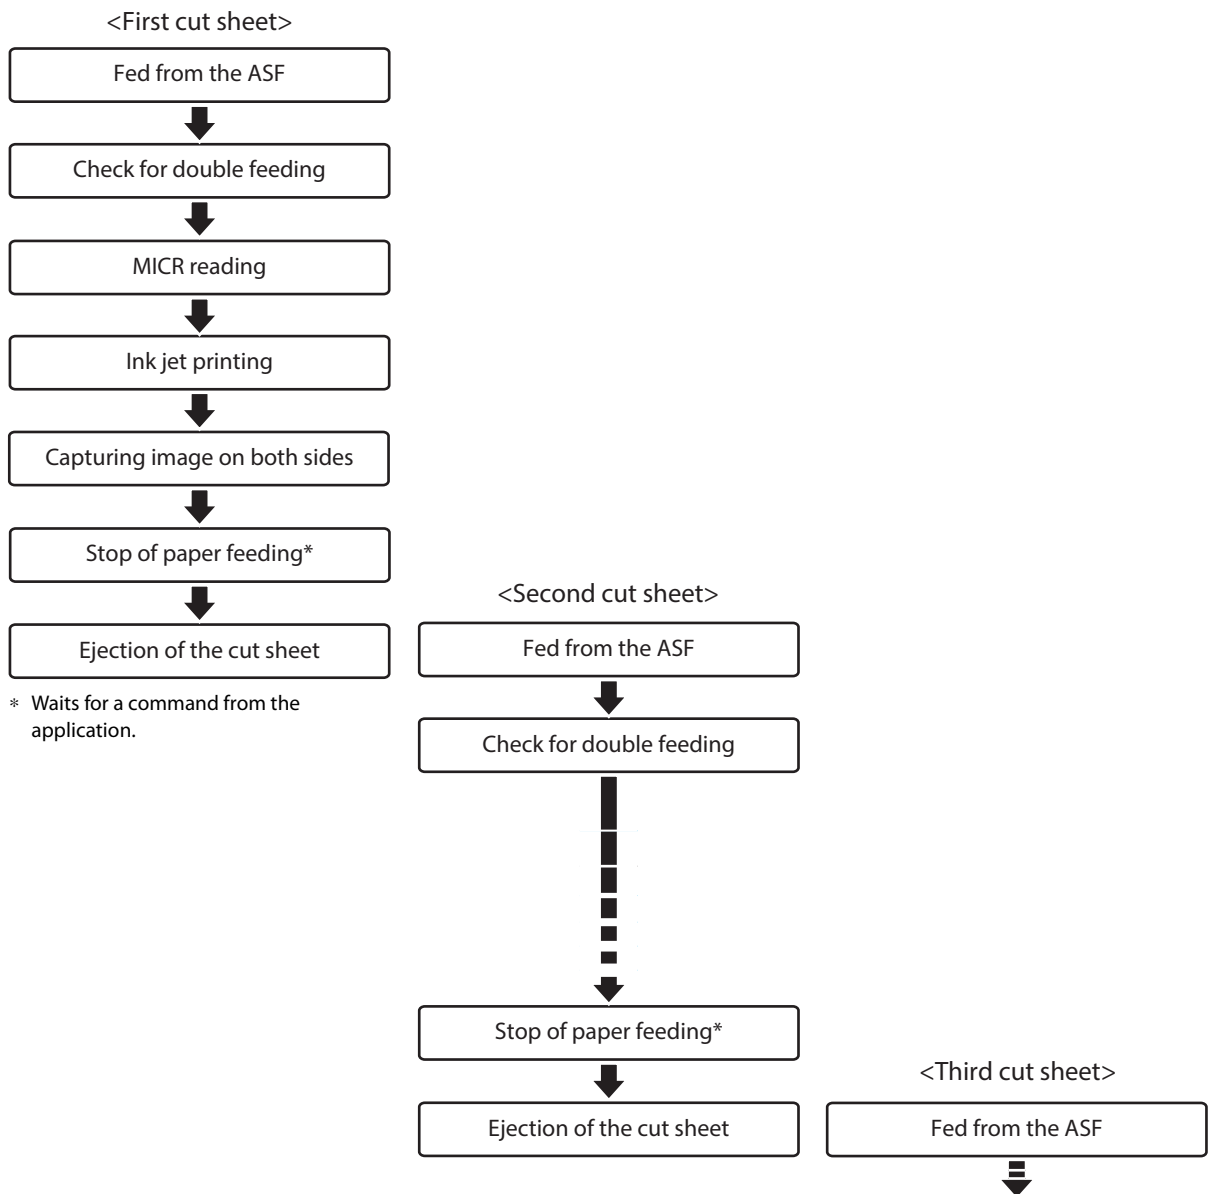 <First cut sheet>
Fed from the ASF
Check for double feeding
MICR reading
Ink jet printing
Capturing image on both sides
Stop of paper feeding*
Ejection of the cut sheet
* Waits for a command from the
application.
<Second cut sheet>
Fed from the ASF
Check for double feeding
Stop of paper feeding*
Ejection of the cut sheet
<Third cut sheet>
Fed from the ASF